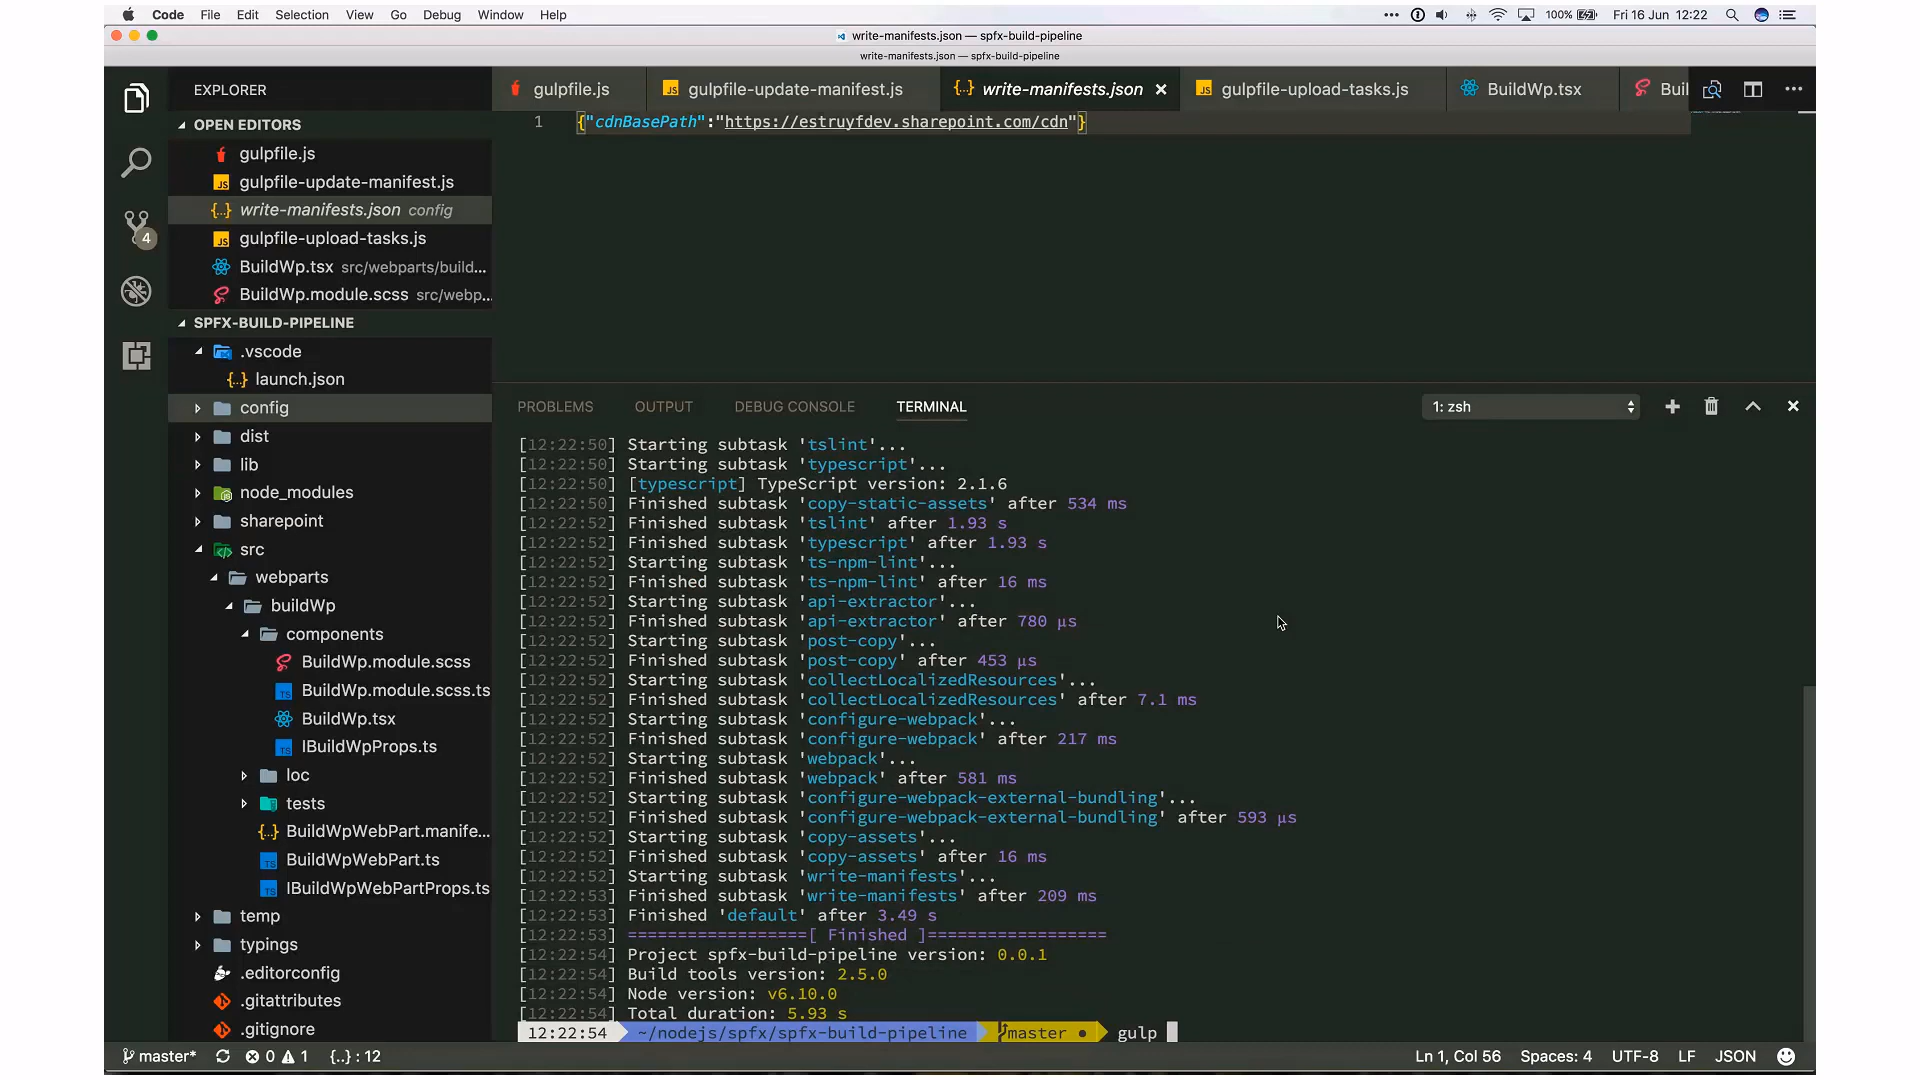 Code File Edit Selection View Go Debug Window Help
100% Fri 16 Jun 12:22
write-manifests.json — spfx-build-pipeline
write-manifests.json — spfx-build-pipeline
EXPLORER
gulpfile.js
gulpfile-update-manifest.js
write-manifests.json
gulpfile-upload-tasks.js
BuildWp.tsx
Buil
OPEN EDITORS
gulpfile.js
gulpfile-update-manifest.js
write-manifests.json config
gulpfile-upload-tasks.js
BuildWp.tsx src/webparts/build...
BuildWp.module.scss src/webp...
4
SPFX-BUILD-PIPELINE
.vscode
launch.json
config
dist
lib
node_modules
sharepoint
src
webparts
buildWp
components
BuildWp.module.scss
BuildWp.module.scss.ts
BuildWp.tsx
IBuildWpProps.ts
loc
tests
BuildWpWebPart.manife...
BuildWpWebPart.ts
IBuildWpWebPartProps.ts
temp
typings
.editorconfig
.gitattributes
.gitignore
1 {"cdnBasePath":"https://estruyfdev.sharepoint.com/cdn"}
PROBLEMS OUTPUT DEBUG CONSOLE TERMINAL 1: zsh
[12:22:50] Starting subtask 'tslint'...
[12:22:50] Starting subtask 'typescript'...
[12:22:50] [typescript] TypeScript version: 2.1.6
[12:22:50] Finished subtask 'copy-static-assets' after 534 ms
[12:22:52] Finished subtask 'tslint' after 1.93 s
[12:22:52] Finished subtask 'typescript' after 1.93 s
[12:22:52] Starting subtask 'ts-npm-lint'...
[12:22:52] Finished subtask 'ts-npm-lint' after 16 ms
[12:22:52] Starting subtask 'api-extractor'...
[12:22:52] Finished subtask 'api-extractor' after 780 μs
[12:22:52] Starting subtask 'post-copy'...
[12:22:52] Finished subtask 'post-copy' after 453 μs
[12:22:52] Starting subtask 'collectLocalizedResources'...
[12:22:52] Finished subtask 'collectLocalizedResources' after 7.1 ms
[12:22:52] Starting subtask 'configure-webpack'...
[12:22:52] Finished subtask 'configure-webpack' after 217 ms
[12:22:52] Starting subtask 'webpack'...
[12:22:52] Finished subtask 'webpack' after 581 ms
[12:22:52] Starting subtask 'configure-webpack-external-bundling'...
[12:22:52] Finished subtask 'configure-webpack-external-bundling' after 593 μs
[12:22:52] Starting subtask 'copy-assets'...
[12:22:52] Finished subtask 'copy-assets' after 16 ms
[12:22:52] Starting subtask 'write-manifests'...
[12:22:53] Finished subtask 'write-manifests' after 209 ms
[12:22:53] Finished 'default' after 3.49 s
[12:22:53] ==================[ Finished ]==================
[12:22:54] Project spfx-build-pipeline version: 0.0.1
[12:22:54] Build tools version: 2.5.0
[12:22:54] Node version: v6.10.0
[12:22:54] Total duration: 5.93 s
12:22:54 ~/nodejs/spfx/spfx-build-pipeline master ● gulp
master* 0 1 {..} : 12 Ln 1, Col 56 Spaces: 4 UTF-8 LF JSON